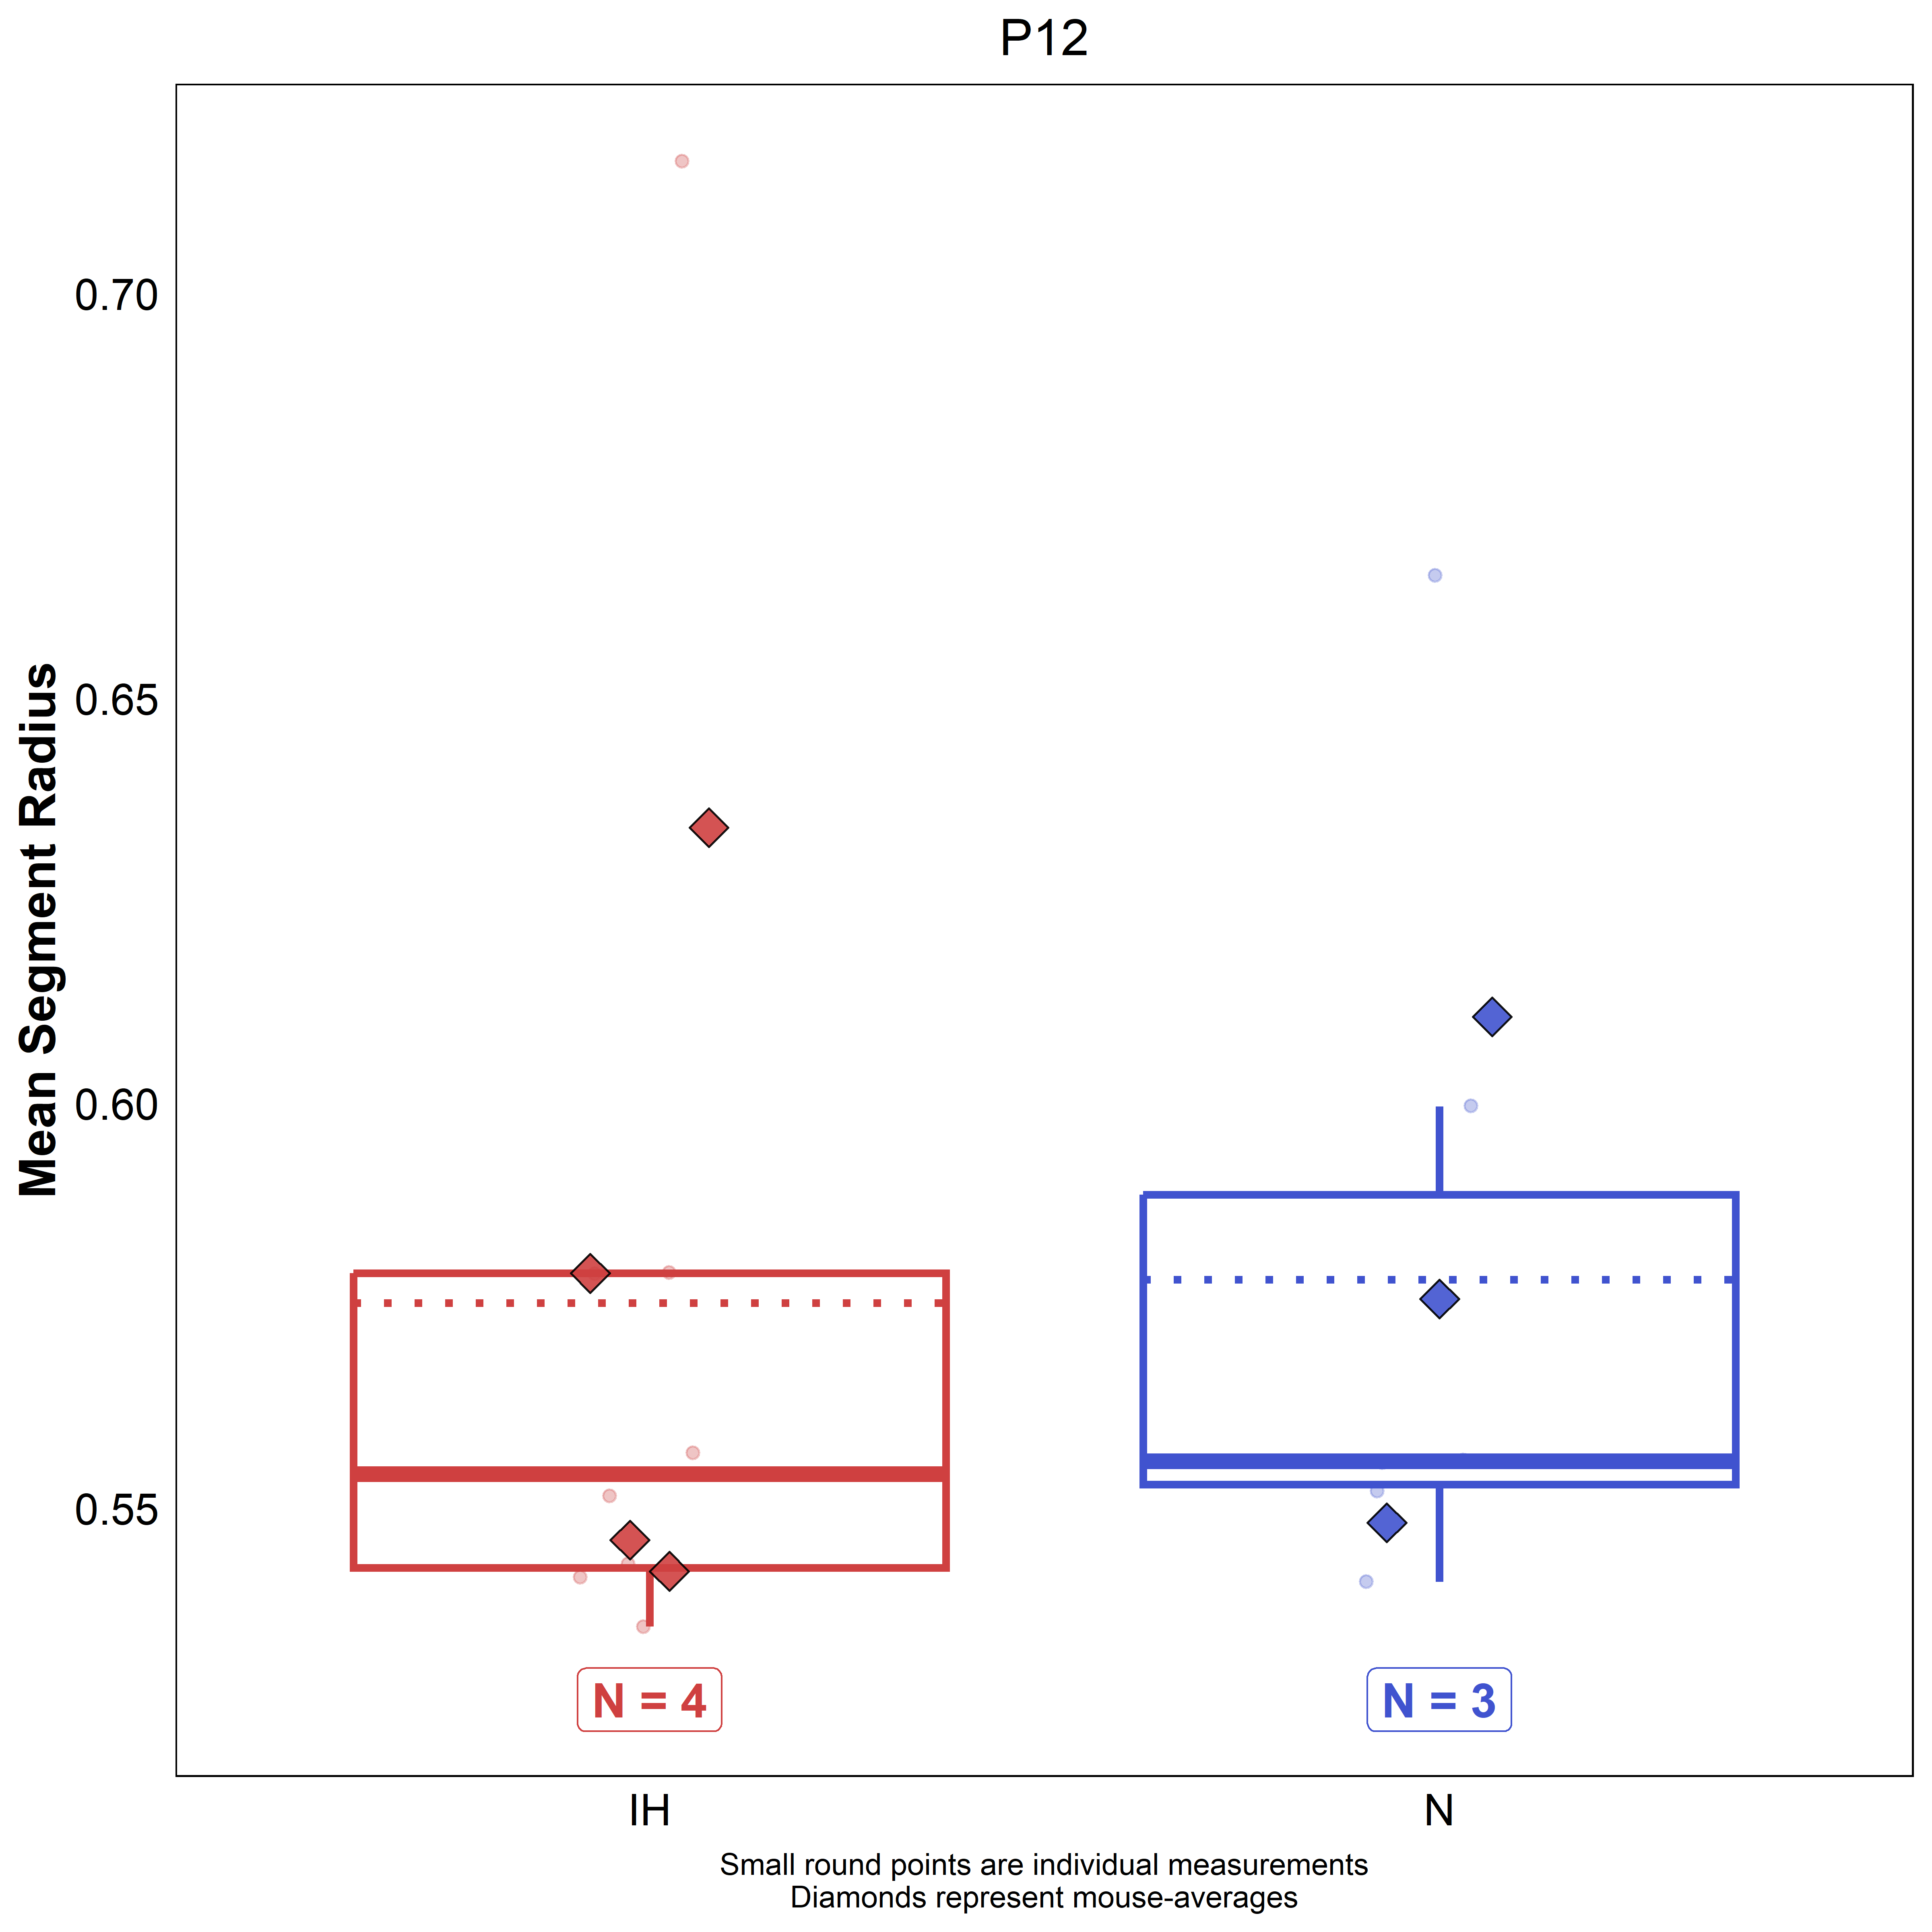 P12
Mean Segment Radius
0.70
0.65
0.60
0.55
N = 4
N = 3
IH
N
Small round points are individual measurements
Diamonds represent mouse-averages